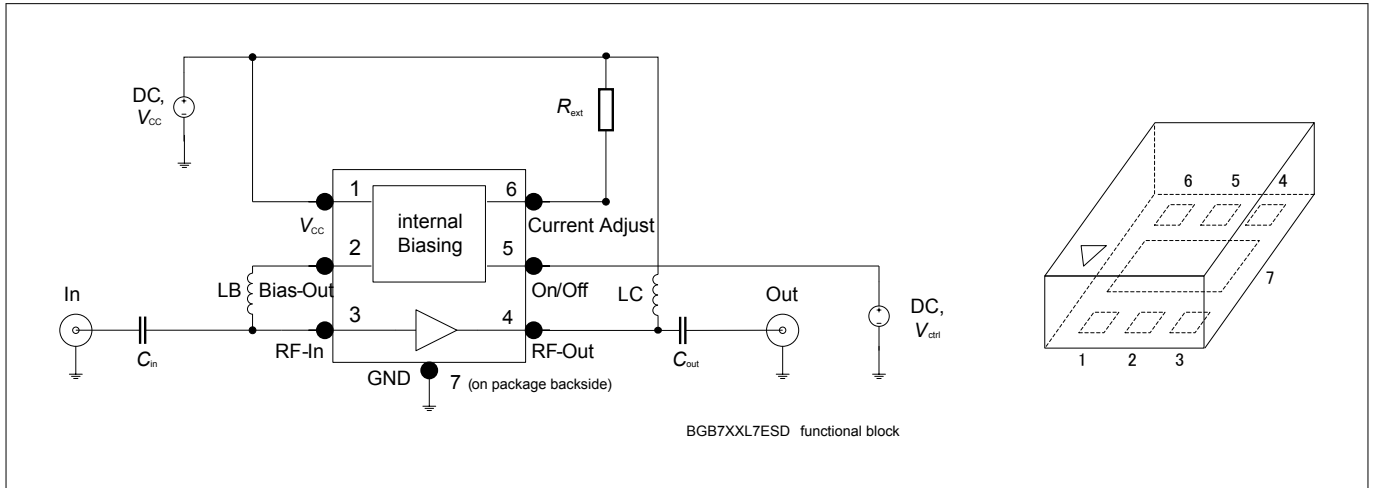 DC,
VCC
Rext
1
6
VCC
internal
Biasing
Current Adjust
2
5
LB
Bias-Out
On/Off
LC
In
Out
3
4
DC,
Vctrl
Cin
RF-In
RF-Out
Cout
GND
7 (on package backside)
BGB7XXL7ESD functional block
6 5 4
7
1 2 3